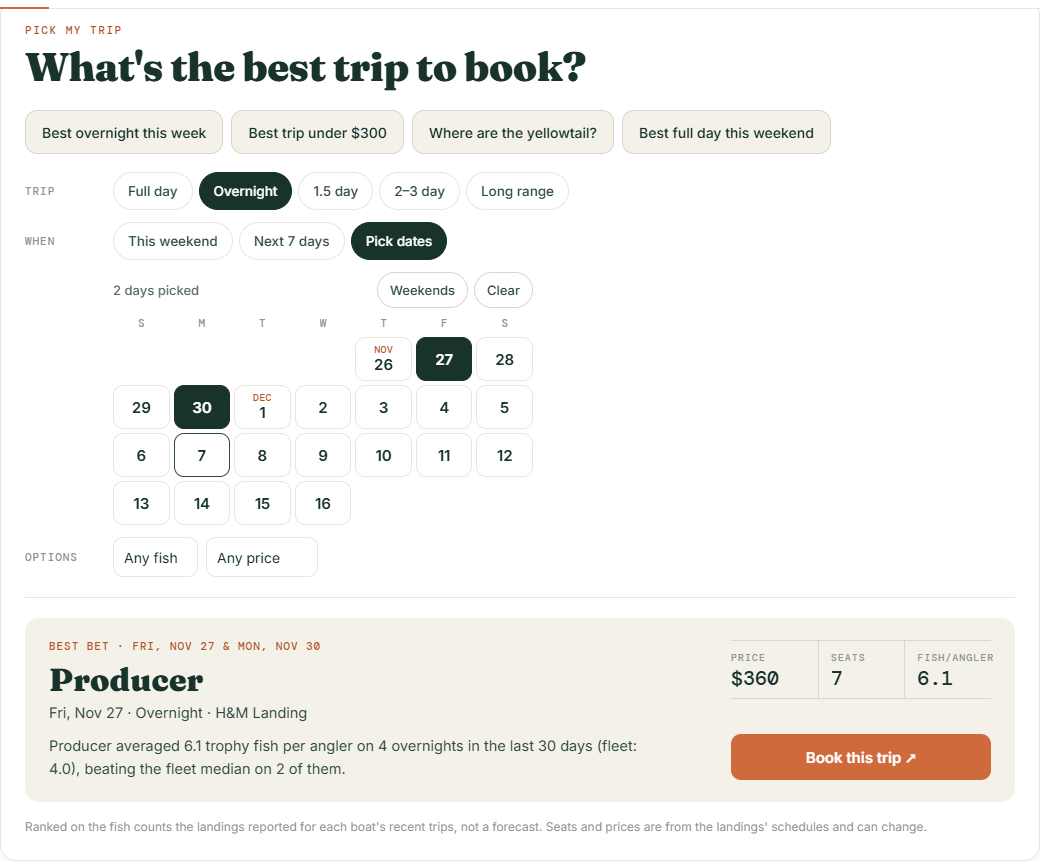 PICK MY TRIP
What's the best trip to book?
Best overnight this week Best trip under $300 Where are the yellowtail? Best full day this weekend
TRIP Full day Overnight 1.5 day 2–3 day Long range
WHEN This weekend Next 7 days Pick dates
2 days picked Weekends Clear
S M T W T F S
NOV
26 27 28
DEC
29 30 1 2 3 4 5
6 7 8 9 10 11 12
13 14 15 16
OPTIONS Any fish Any price
BEST BET · FRI, NOV 27 & MON, NOV 30
Producer
Fri, Nov 27 · Overnight · H&M Landing
Producer averaged 6.1 trophy fish per angler on 4 overnights in the last 30 days (fleet:
4.0), beating the fleet median on 2 of them.
PRICE SEATS FISH/ANGLER
$360 7 6.1
Book this trip ↗
Ranked on the fish counts the landings reported for each boat's recent trips, not a forecast. Seats and prices are from the landings' schedules and can change.